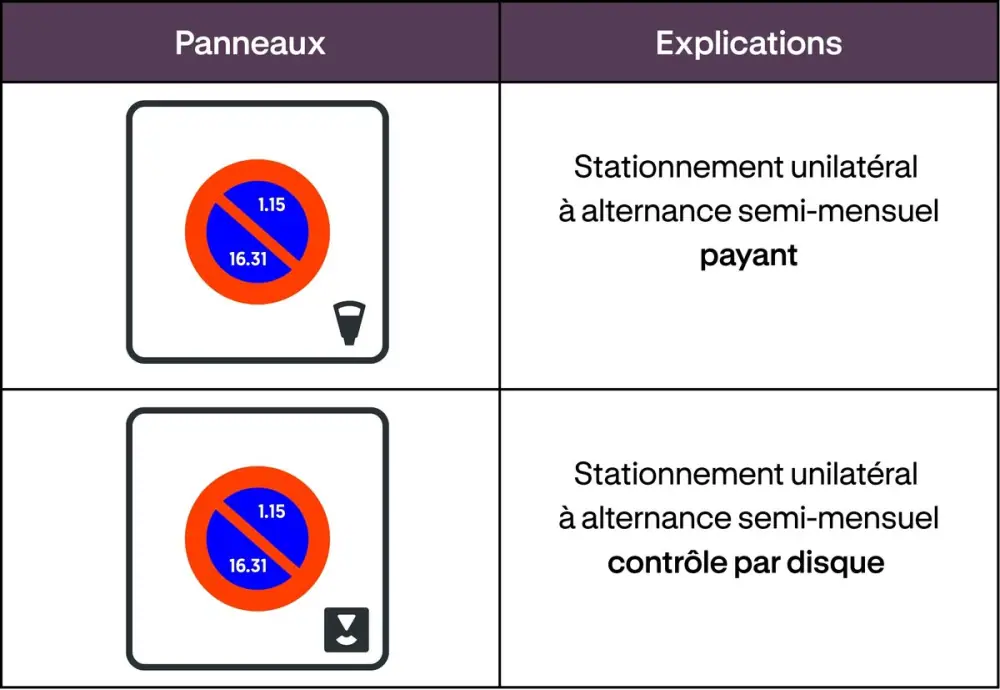 Panneaux
Explications
1.15
16.31
Stationnement unilatéral
à alternance semi-mensuel
payant
1.15
16.31
Stationnement unilatéral
à alternance semi-mensuel
contrôle par disque